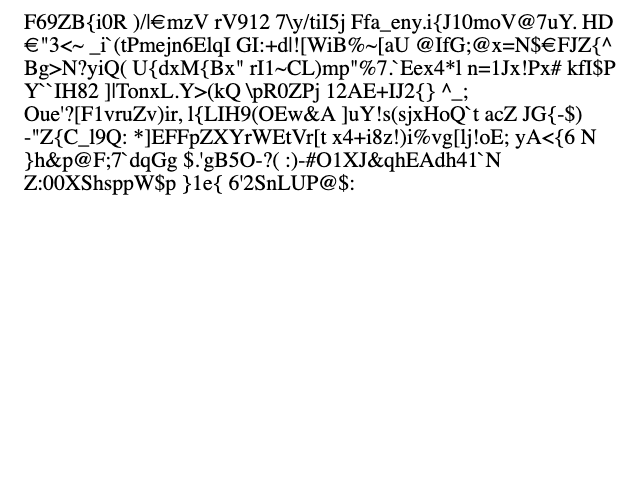 F69ZB{i0R )/l€mzV rV912 7\y/tiI5j Ffa_eny.i{J10moV@7uY. HD
€"3<~ _i`(tPmejn6ElqI GI:+d|![WiB%~[aU @IfG;@x=N$€FJZ{^
Bg>N?yiQ( U{dxM{Bx" rI1~CL)mp"%7.`Eex4*l n=1Jx!Px# kfI$P
Y``IH82 ]|TonxL.Y>(kQ \pR0ZPj 12AE+IJ2{} ^_;
Oue'?[F1vruZv)ir, l{LIH9(OEw&A ]uY!s(sjxHoQ`t acZ JG{-$)
-"Z{C_l9Q: *]EFFpZXYrWEtVr[t x4+i8z!)i%vg[lj!oE; yA<{6 N
}h&p@F;7`dqGg $.'gB5O-?( :)-#O1XJ&qhEAdh41`N
Z:00XShsppW$p }1e{ 6'2SnLUP@$: